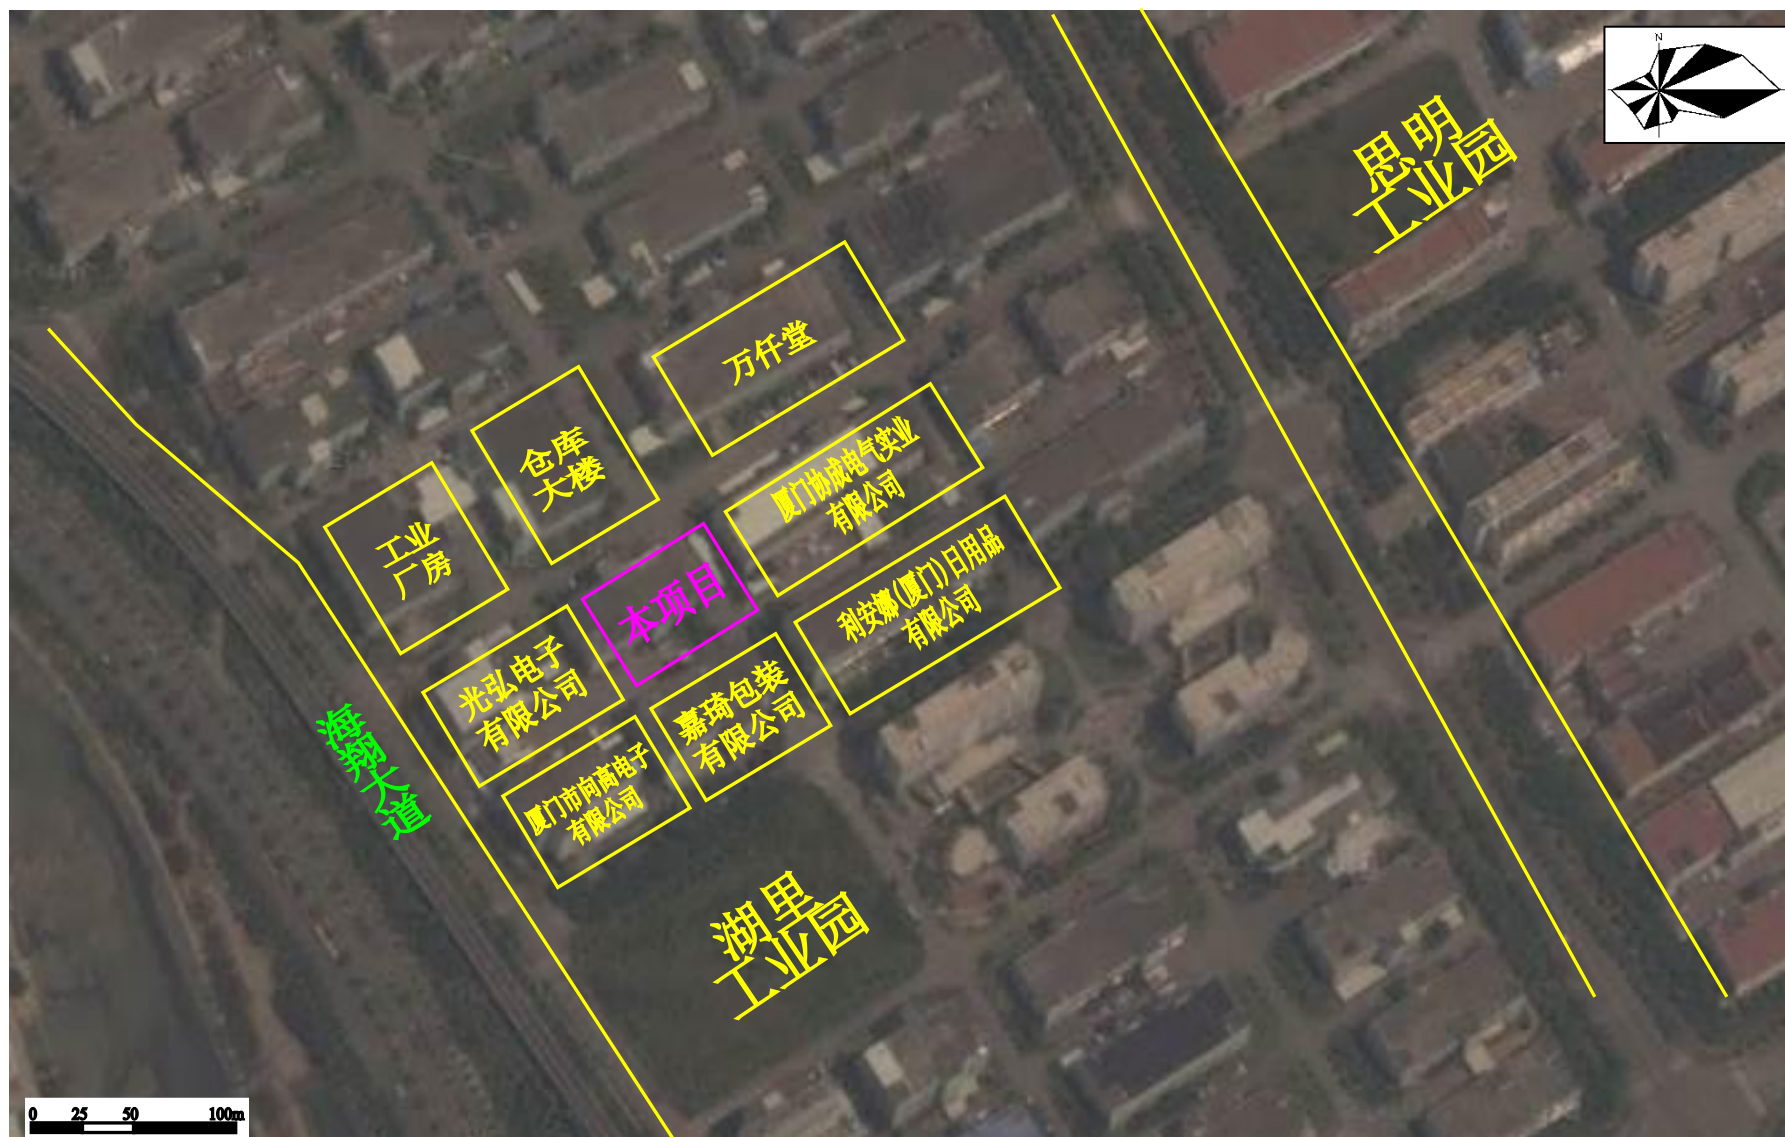 N
思明
工业园
万仟堂
仓库
大楼
厦门协成电气实业
有限公司
工业
厂房
本项目
利安娜(厦门)日用品
有限公司
光弘电子
有限公司
嘉琦包装
有限公司
海翔大道
厦门市向高电子
有限公司
湖里
工业园
0 25 50 100m